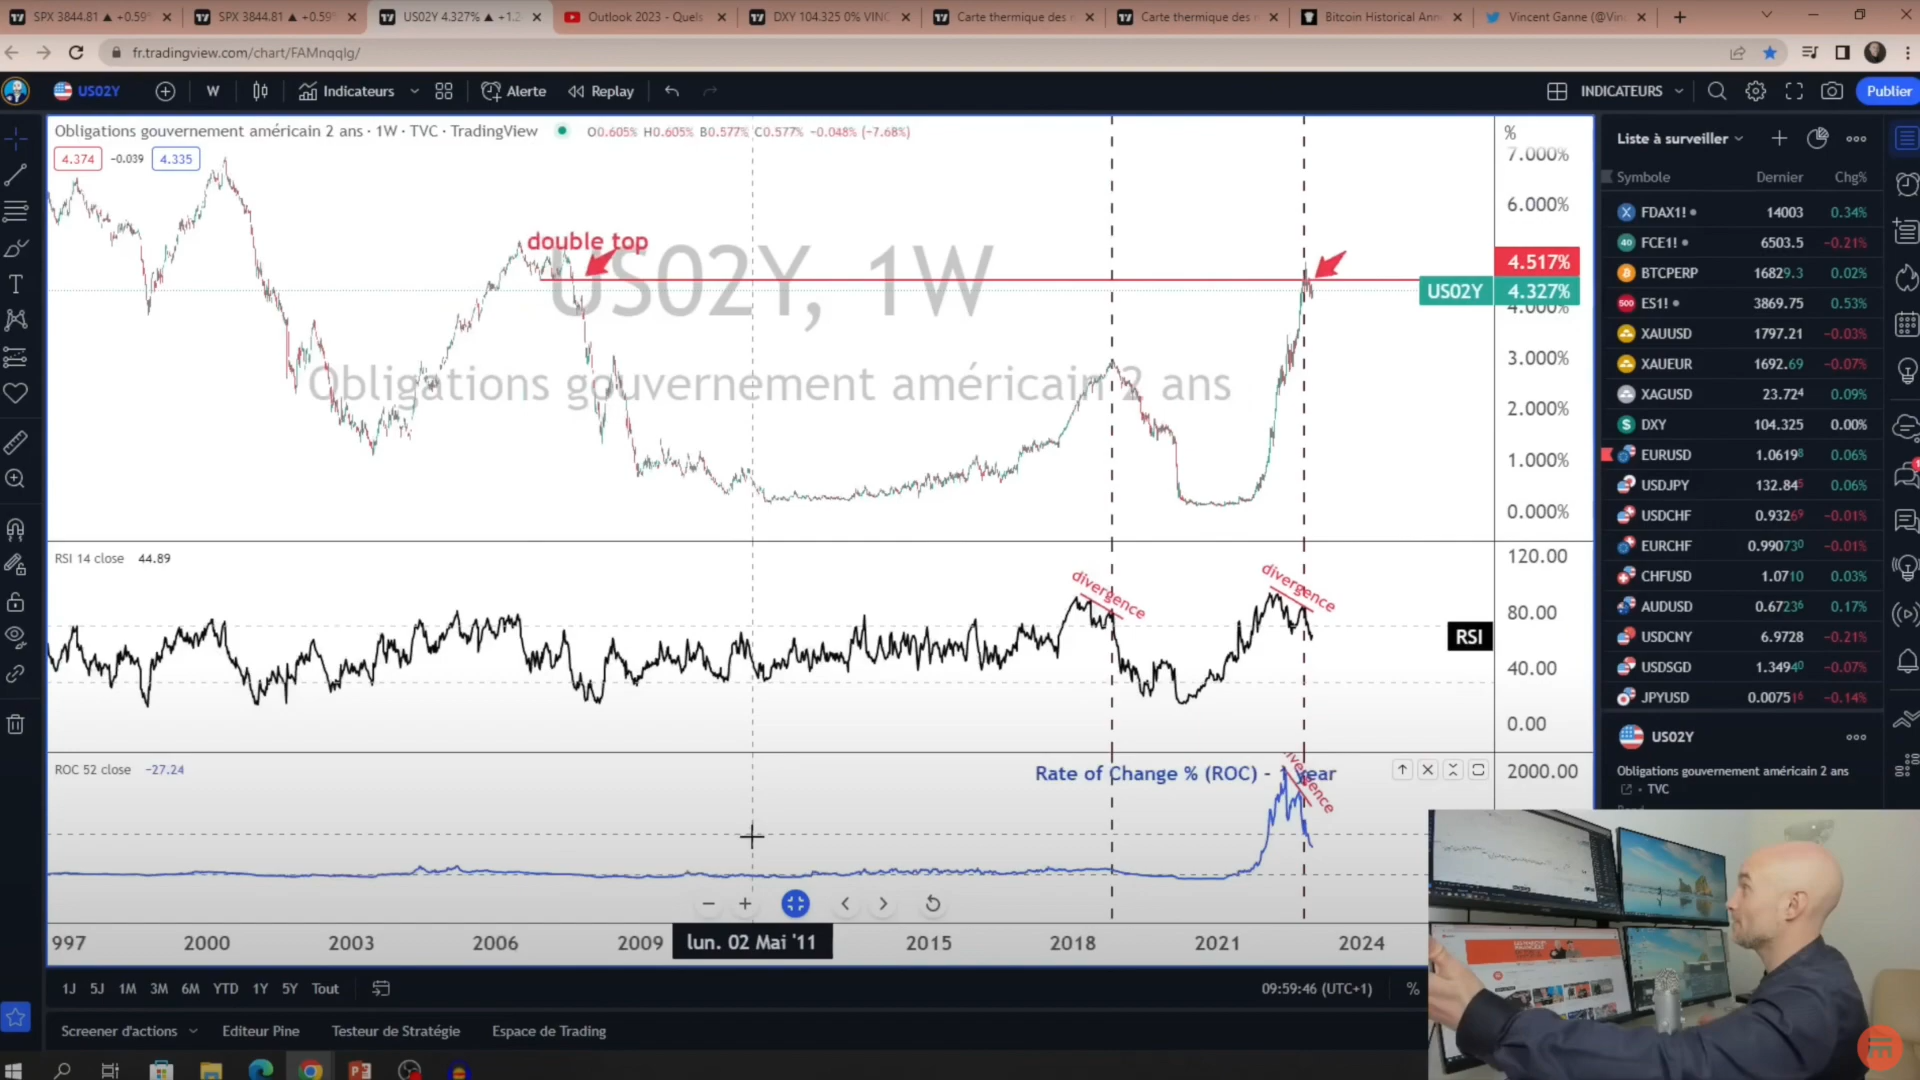 SPX 3844.81 ▲ +0.59
SPX 3844.81 ▲ +0.59
US02Y 4.327% ▲ +1.2
Outlook 2023 - Quels
DXY 104.325 0% VINC
Carte thermique des
Carte thermique des
Bitcoin Historical Ann
Vincent Ganne (@Vin
fr.tradingview.com/chart/FAMnqqlg/
US02Y
W
Indicateurs
Alerte
Replay
INDICATEURS
Publier
Obligations gouvernement américain 2 ans · 1W · TVC · TradingView
O0.605% H0.605% B0.577% C0.577% −0.048% (−7.68%)
4.374 -0.039 4.335
%
7.000%
6.000%
4.517%
US02Y 4.327%
4.000%
3.000%
2.000%
1.000%
0.000%
double top
US02Y, 1W
Obligations gouvernement américain 2 ans
RSI 14 close 44.89
divergence
divergence
RSI
120.00
80.00
40.00
0.00
ROC 52 close −27.24
Rate of Change % (ROC) - 1 year
divergence
2000.00
997
2000
2003
2006
2009
lun. 02 Mai '11
2015
2018
2021
2024
1J 5J 1M 3M 6M YTD 1Y 5Y Tout
09:59:46 (UTC+1)
%
Screener d'actions
Editeur Pine
Testeur de Stratégie
Espace de Trading
Liste à surveiller
Symbole Dernier Chg%
FDAX1! 14003 0.34%
FCE1! 6503.5 −0.21%
BTCPERP 16829.3 0.02%
ES1! 3869.75 0.53%
XAUUSD 1797.21 −0.03%
XAUEUR 1692.69 −0.07%
XAGUSD 23.724 0.09%
DXY 104.325 0.00%
EURUSD 1.06198 0.06%
USDJPY 132.845 0.06%
USDCHF 0.93269 −0.01%
EURCHF 0.990730 −0.01%
CHFUSD 1.0710 0.03%
AUDUSD 0.67236 0.17%
USDCNY 6.9728 −0.21%
USDSGD 1.34940 −0.07%
JPYUSD 0.007516 −0.14%
US02Y
Obligations gouvernement américain 2 ans
TVC